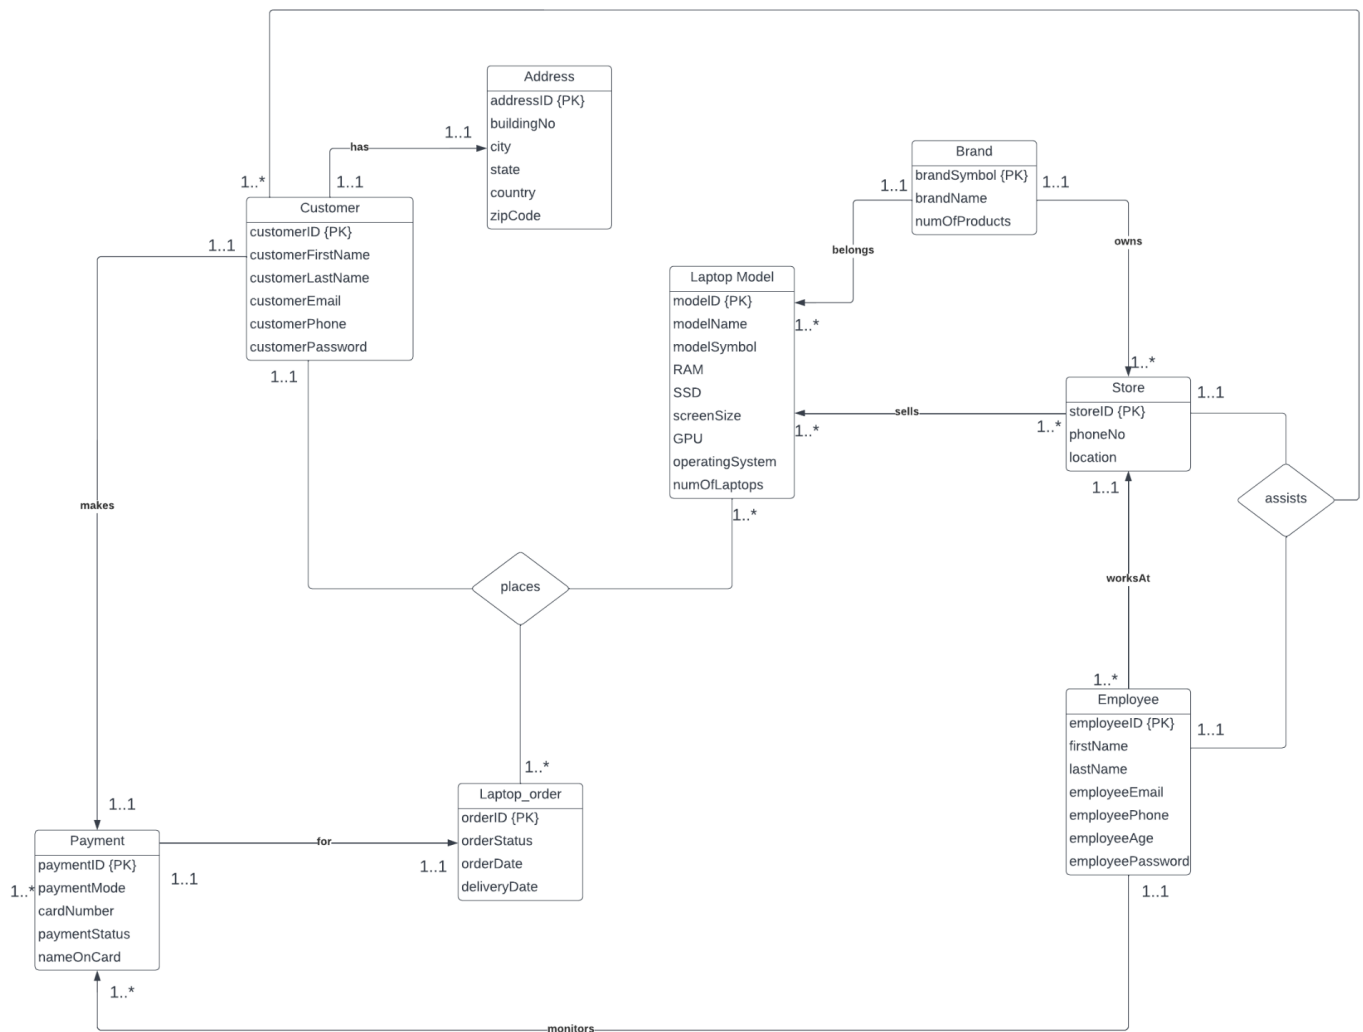 Address
addressID {PK}
buildingNo
city
state
country
zipCode
1..1
has
1..*
1..1
Customer
customerID {PK}
customerFirstName
customerLastName
customerEmail
customerPhone
customerPassword
1..1
1..1
Brand
brandSymbol {PK}
brandName
numOfProducts
1..1
1..1
belongs
owns
Laptop Model
modelD {PK}
modelName
modelSymbol
RAM
SSD
screenSize
GPU
operatingSystem
numOfLaptops
1..*
1..*
1..*
sells
1..*
1..*
Store
storeID {PK}
phoneNo
location
1..1
1..1
assists
makes
places
worksAt
1..*
Employee
employeeID {PK}
firstName
lastName
employeeEmail
employeePhone
employeeAge
employeePassword
1..1
1..1
1..*
Laptop_order
orderID {PK}
orderStatus
orderDate
deliveryDate
1..1
Payment
paymentID {PK}
paymentMode
cardNumber
paymentStatus
nameOnCard
1..*
1..1
for
1..1
1..*
monitors